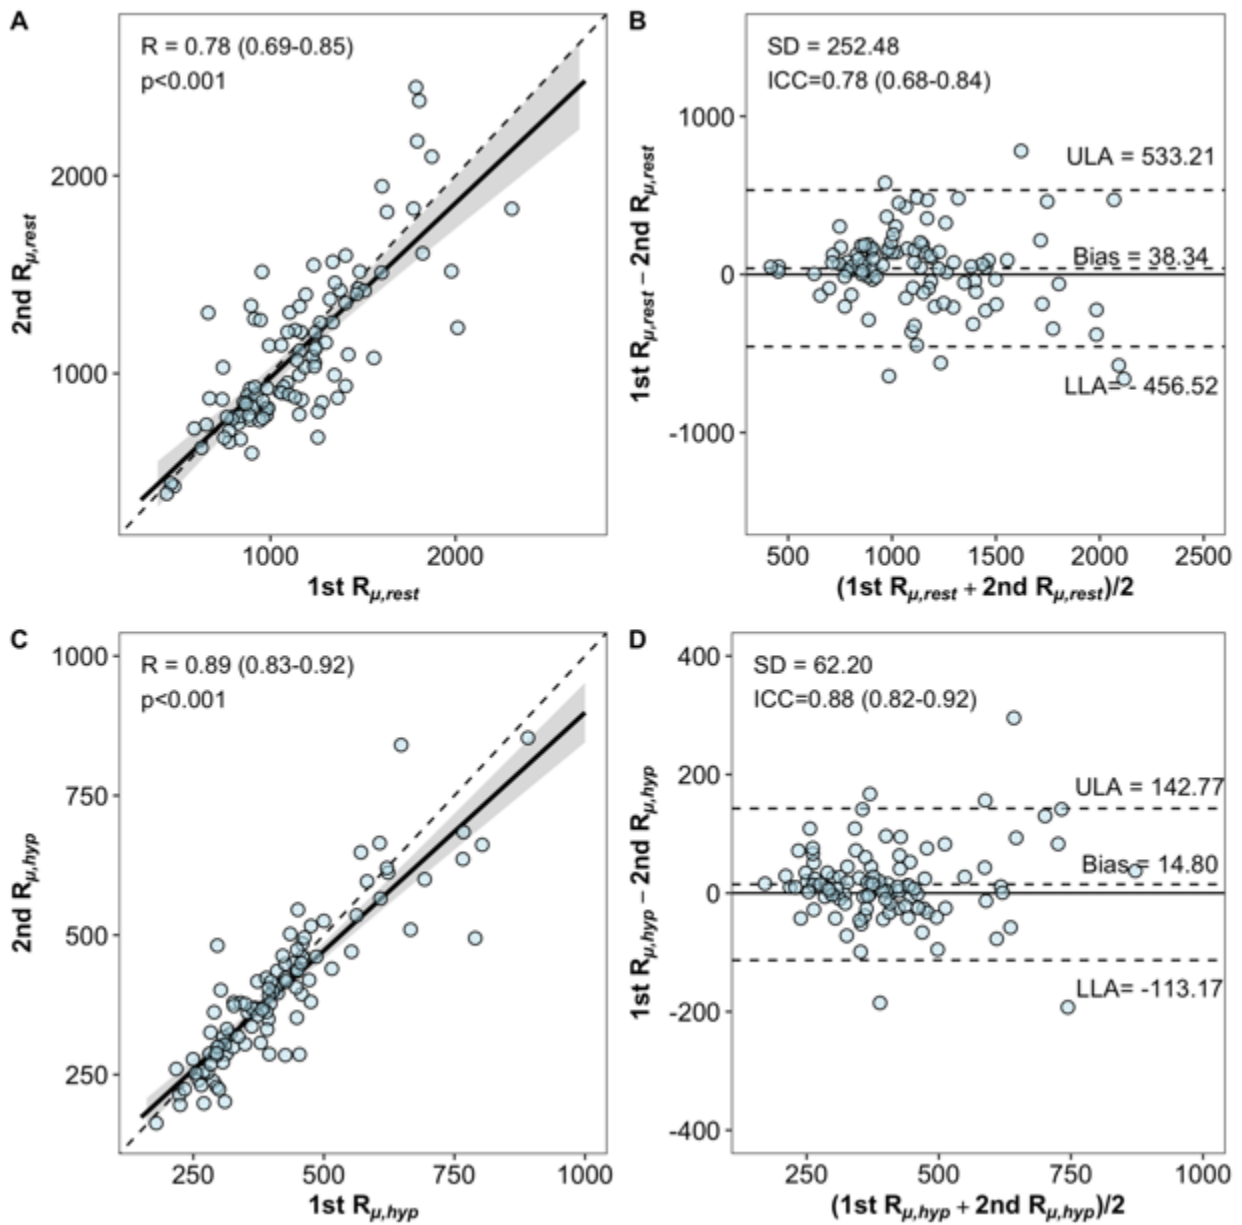 A
R = 0.78 (0.69-0.85)
p<0.001
2000
1000
2nd Rμ,rest
1000 2000
1st Rμ,rest
B
SD = 252.48
ICC=0.78 (0.68-0.84)
ULA = 533.21
Bias = 38.34
LLA= - 456.52
1000
0
-1000
1st Rμ,rest − 2nd Rμ,rest
500 1000 1500 2000 2500
(1st Rμ,rest + 2nd Rμ,rest)/2
C
R = 0.89 (0.83-0.92)
p<0.001
1000
750
500
250
2nd Rμ,hyp
250 500 750 1000
1st Rμ,hyp
D
SD = 62.20
ICC=0.88 (0.82-0.92)
ULA = 142.77
Bias = 14.80
LLA= -113.17
400
200
0
-200
-400
1st Rμ,hyp − 2nd Rμ,hyp
250 500 750 1000
(1st Rμ,hyp + 2nd Rμ,hyp)/2